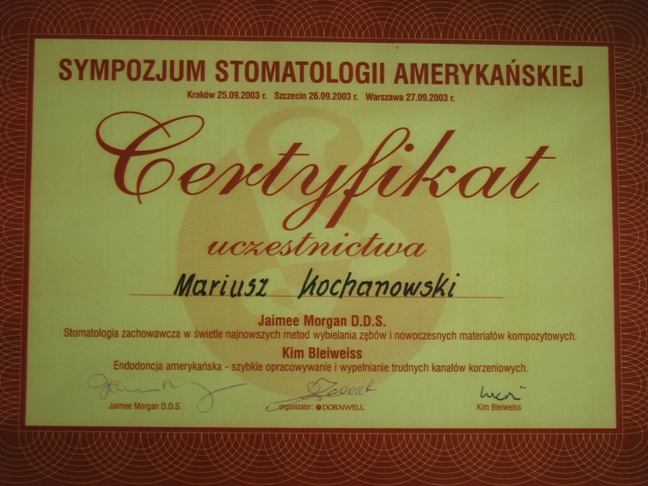 SYMPOZJUM STOMATOLOGII AMERYKAŃSKIEJ
Kraków 25.09.2003 r. Szczecin 26.09.2003 r. Warszawa 27.09.2003 r.
Certyfikat
uczestnictwa
Mariusz Kochanowski
Jaimee Morgan D.D.S.
Stomatologia zachowawcza w świetle najnowszych metod wybielania zębów i nowoczesnych materiałów kompozytowych.
Kim Bleiweiss
Endodoncja amerykańska - szybkie opracowywanie i wypełnianie trudnych kanałów korzeniowych.
Jaimee Morgan D.D.S. organizator: DORNWELL Kim Bleiweiss